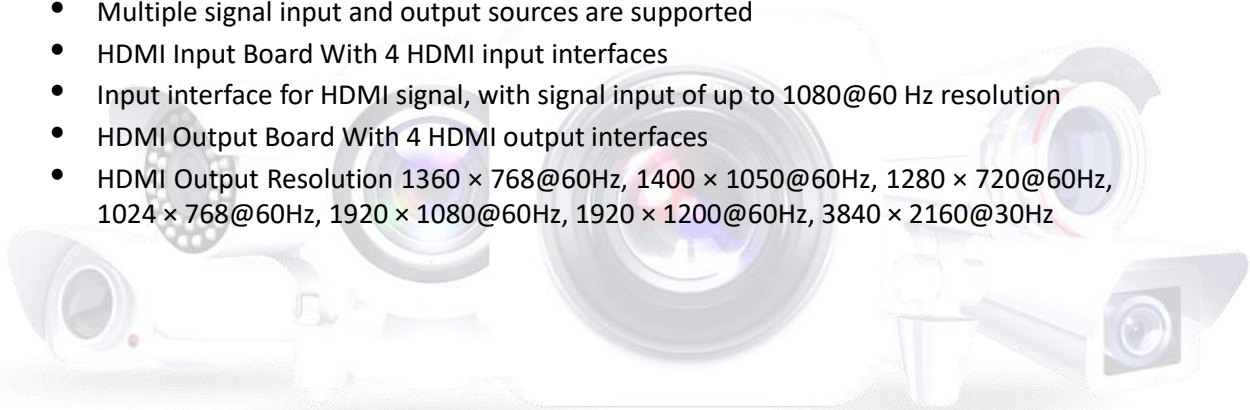 • Multiple signal input and output sources are supported
• HDMI Input Board With 4 HDMI input interfaces
• Input interface for HDMI signal, with signal input of up to 1080@60 Hz resolution
• HDMI Output Board With 4 HDMI output interfaces
• HDMI Output Resolution 1360 × 768@60Hz, 1400 × 1050@60Hz, 1280 × 720@60Hz,
1024 × 768@60Hz, 1920 × 1080@60Hz, 1920 × 1200@60Hz, 3840 × 2160@30Hz